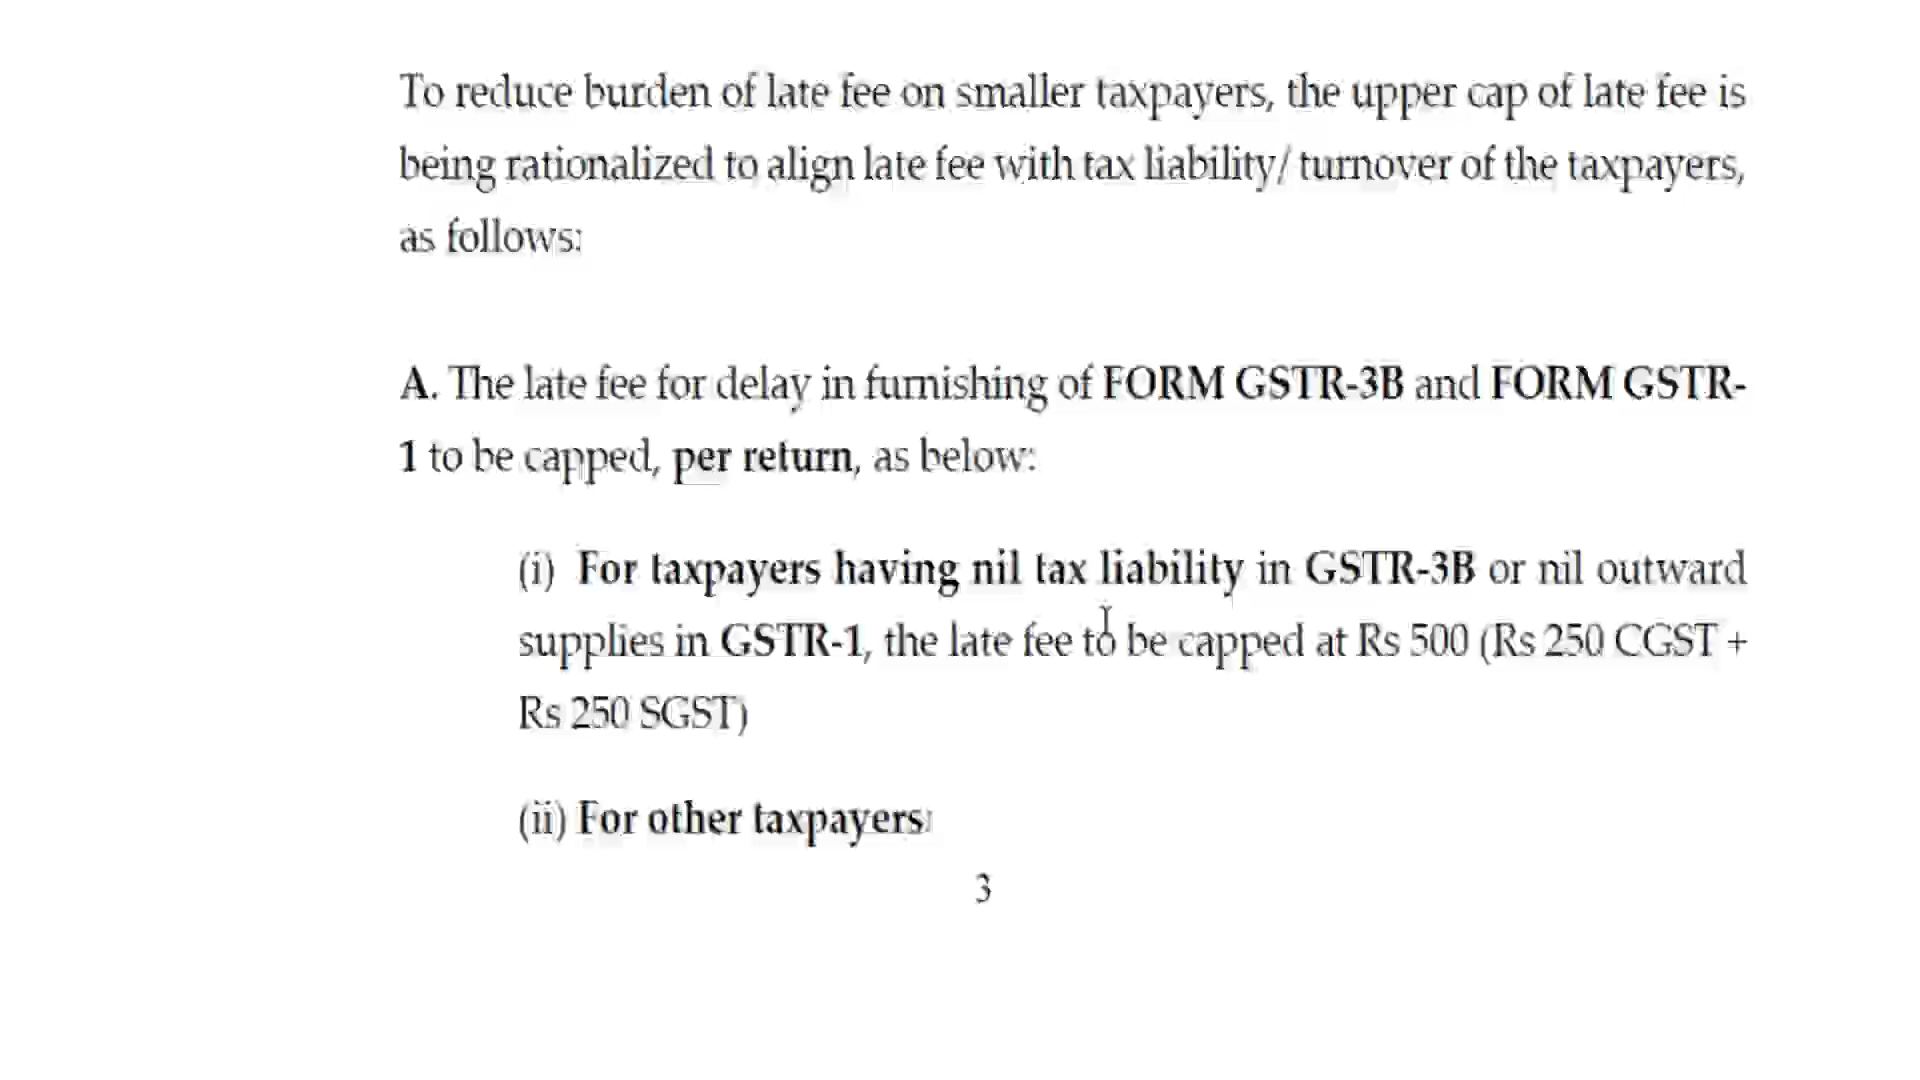 To reduce burden of late fee on smaller taxpayers, the upper cap of late fee is
being rationalized to align late fee with tax liability/ turnover of the taxpayers,
as follows:
A. The late fee for delay in furnishing of FORM GSTR-3B and FORM GSTR-
1 to be capped, per return, as below:
(i) For taxpayers having nil tax liability in GSTR-3B or nil outward
supplies in GSTR-1, the late fee to be capped at Rs 500 (Rs 250 CGST +
Rs 250 SGST)
(ii) For other taxpayers:
3